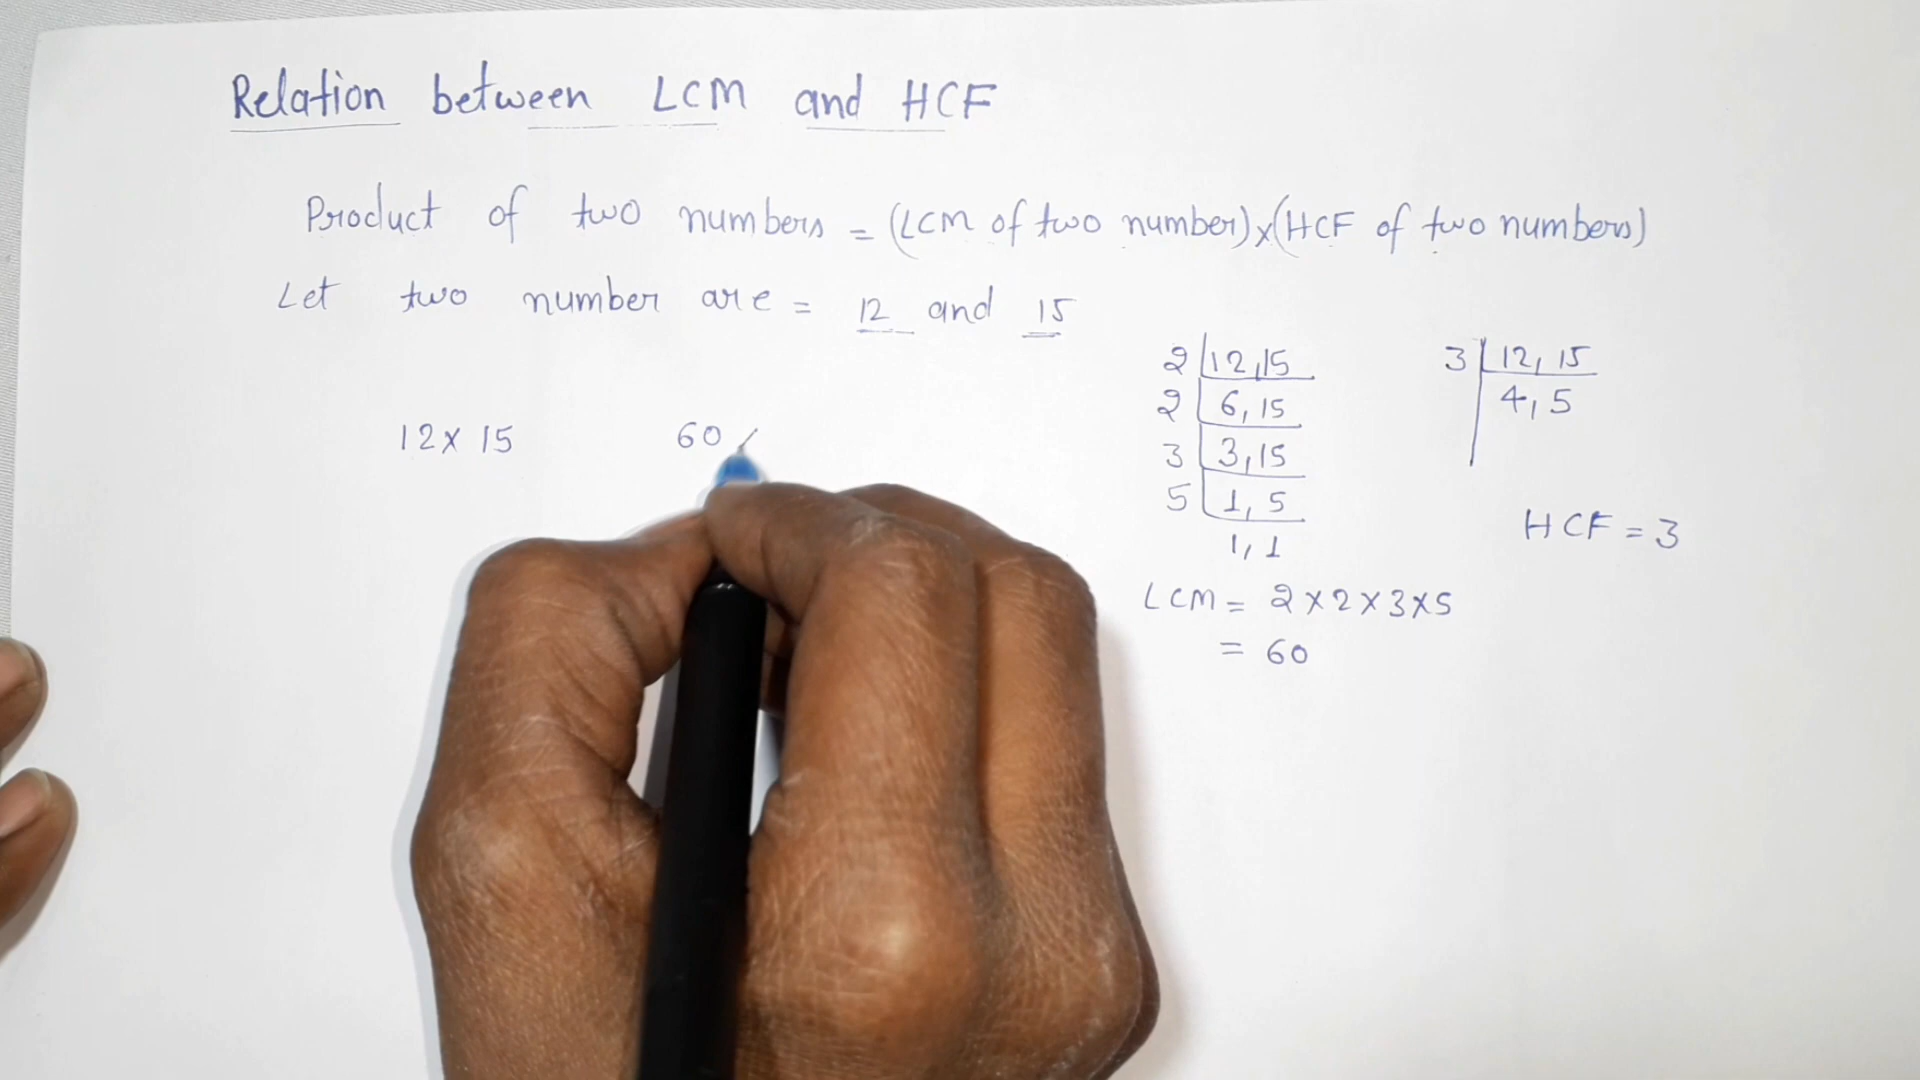 Relation between LCM and HCF
Product of two numbers = (LCM of two number)×(HCF of two numbers)
Let two number are = 12 and 15
2 | 12,15
2 | 6, 15
3 | 3,15
5 | 1, 5
1, 1
LCM = 2×2×3×5
= 60
3 | 12, 15
4, 5
HCF = 3
12× 15 60